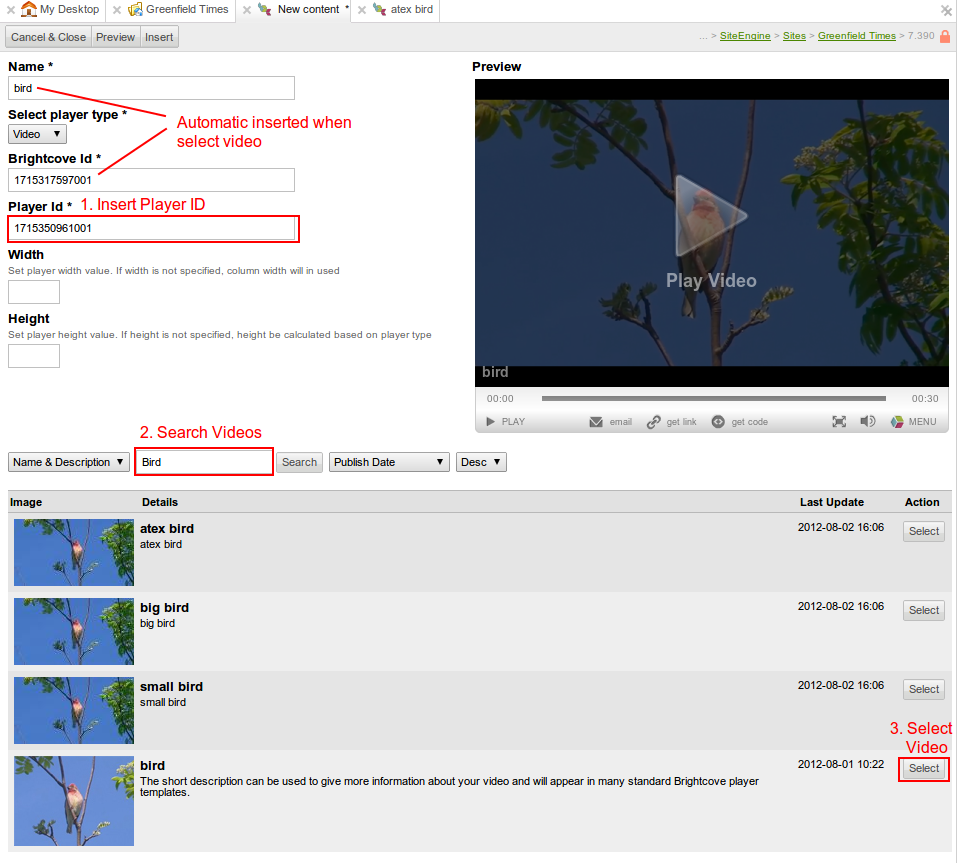 My Desktop Greenfield Times New content * atex bird
Cancel & Close Preview Insert ... > SiteEngine > Sites > Greenfield Times > 7.390
Name *
bird
Select player type *
Video
Automatic inserted when
select video
Brightcove Id *
1715317597001
Player Id * 1. Insert Player ID
1715350961001
Width
Set player width value. If width is not specified, column width will in used
Height
Set player height value. If height is not specified, height be calculated based on player type
Preview
Play Video
bird
00:00 00:30
PLAY email get link get code MENU
2. Search Videos
Name & Description Bird Search Publish Date Desc
Image Details Last Update Action
atex bird 2012-08-02 16:06 Select
atex bird
big bird 2012-08-02 16:06 Select
big bird
small bird 2012-08-02 16:06 Select
small bird
3. Select
Video
bird 2012-08-01 10:22 Select
The short description can be used to give more information about your video and will appear in many standard Brightcove player
templates.